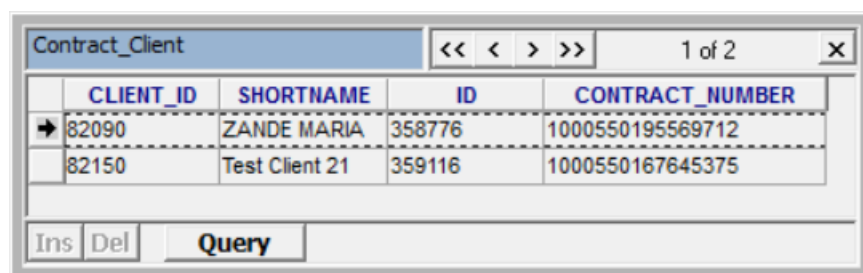 Contract_Client << < > >> 1 of 2 x
CLIENT_ID SHORTNAME ID CONTRACT_NUMBER
82090 ZANDE MARIA 358776 1000550195569712
82150 Test Client 21 359116 1000550167645375
Ins Del Query